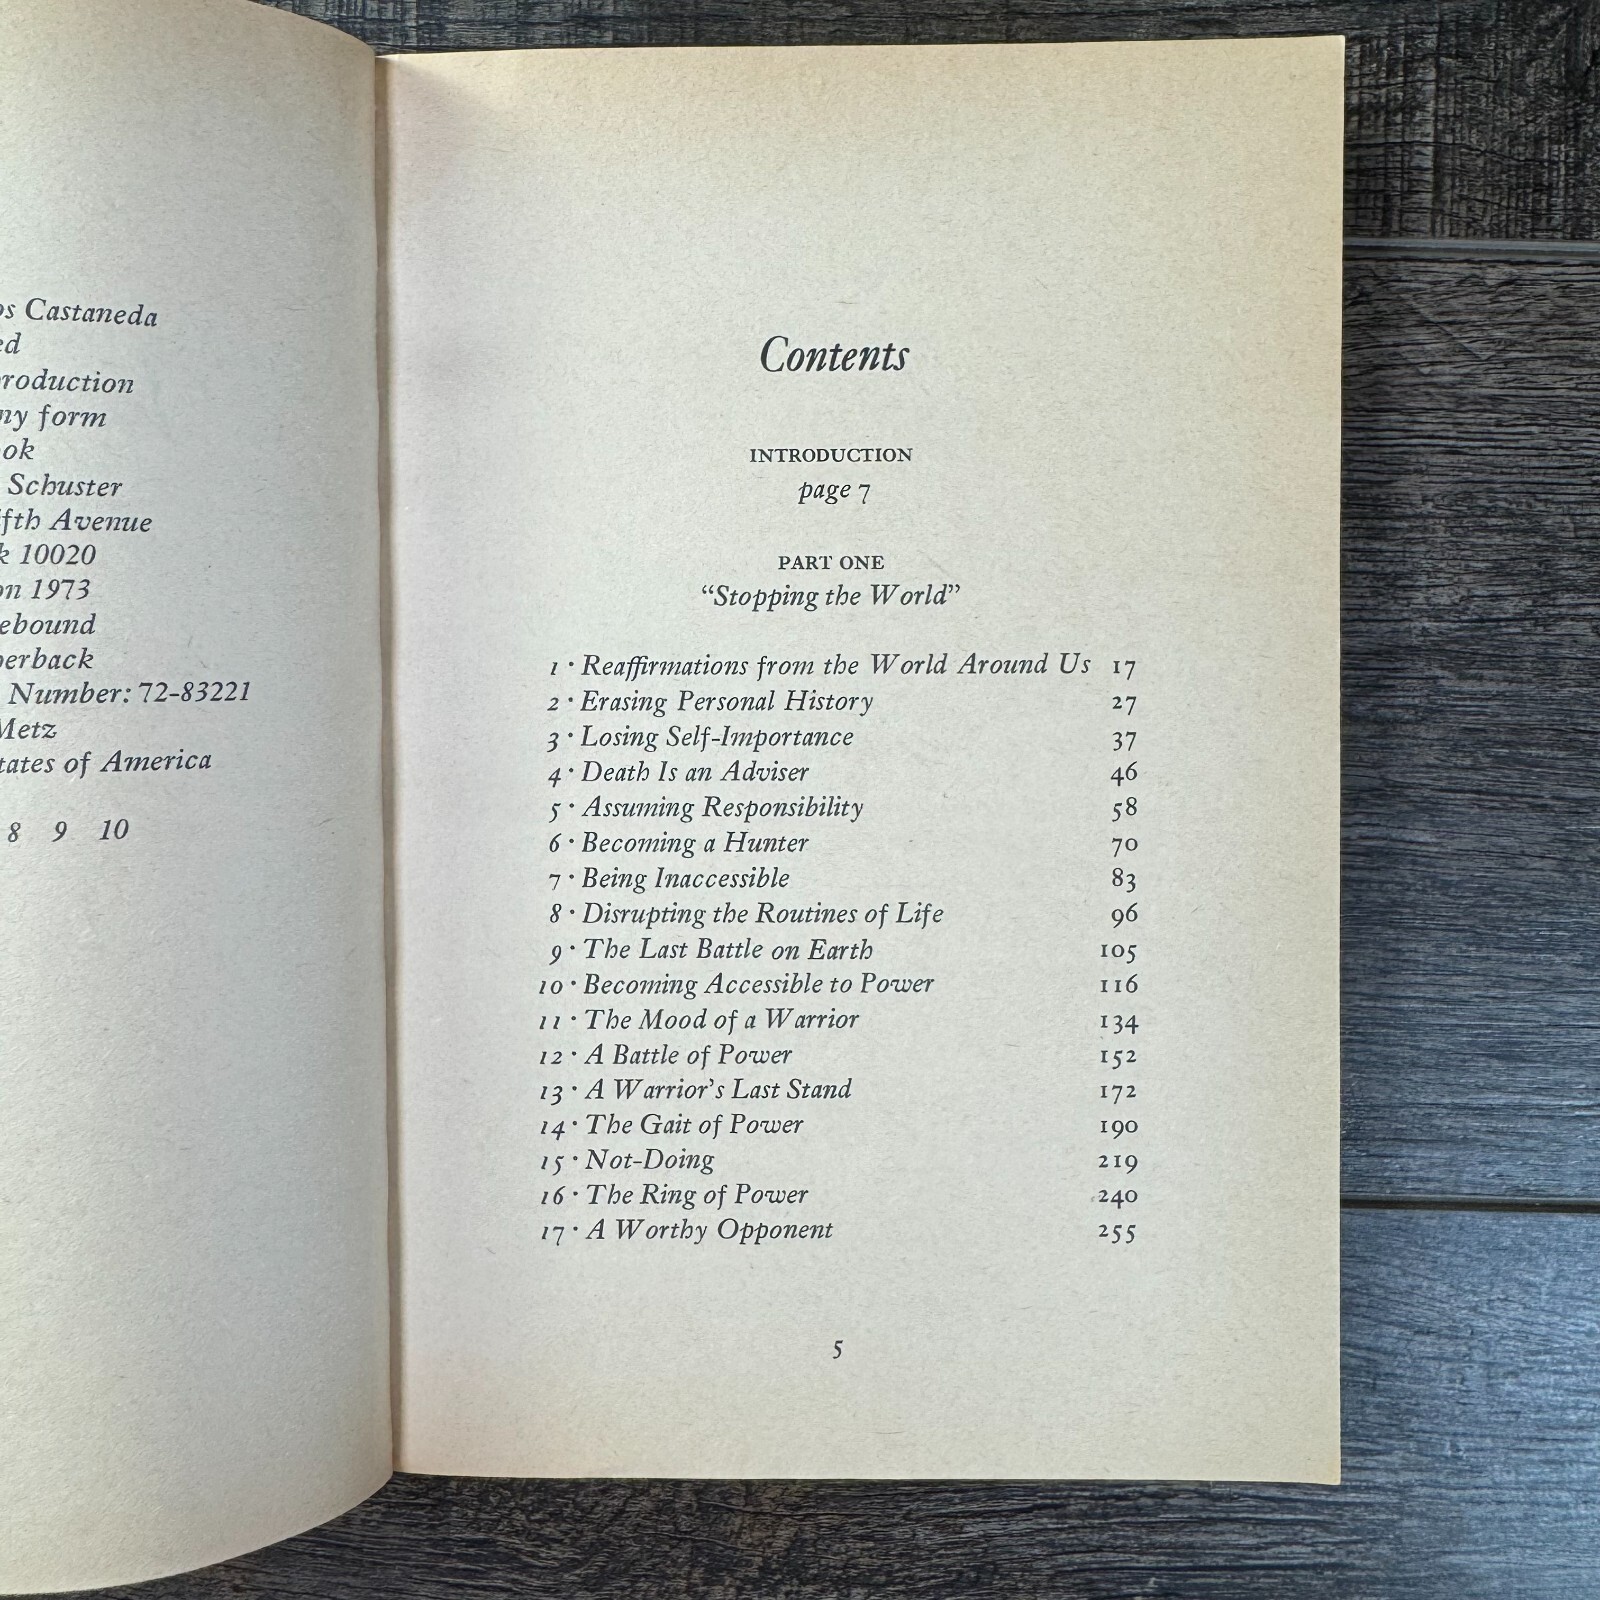 os Castaneda
ed
roduction
ny form
ok
Schuster
ifth Avenue
k 10020
on 1973
ebound
perback
Number: 72-83221
Metz
tates of America
8 9 10
Contents
INTRODUCTION
page 7
PART ONE
“Stopping the World”
1 · Reaffirmations from the World Around Us 17
2 · Erasing Personal History 27
3 · Losing Self-Importance 37
4 · Death Is an Adviser 46
5 · Assuming Responsibility 58
6 · Becoming a Hunter 70
7 · Being Inaccessible 83
8 · Disrupting the Routines of Life 96
9 · The Last Battle on Earth 105
10 · Becoming Accessible to Power 116
11 · The Mood of a Warrior 134
12 · A Battle of Power 152
13 · A Warrior’s Last Stand 172
14 · The Gait of Power 190
15 · Not-Doing 219
16 · The Ring of Power 240
17 · A Worthy Opponent 255
5